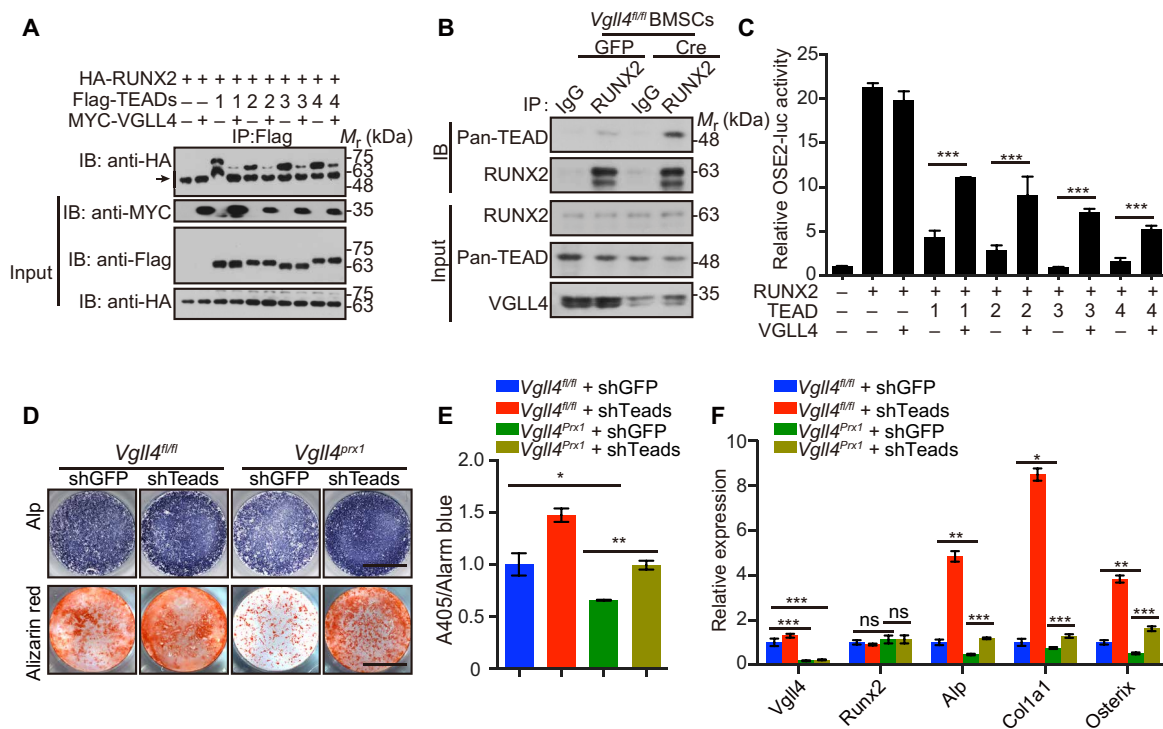 A
HA-RUNX2 + + + + + + + + + +
Flag-TEADs – – 1 1 2 2 3 3 4 4
MYC-VGLL4 – + – + – + – + – +
IP:Flag
Mr (kDa)
IB: anti-HA
75
63
48
Input
IB: anti-MYC
35
IB: anti-Flag
75
63
IB: anti-HA
75
63
B
Vgll4fl/fl BMSCs
GFP Cre
IP: IgG RUNX2 IgG RUNX2
Mr (kDa)
IB
Pan-TEAD
48
RUNX2
63
Input
RUNX2
63
Pan-TEAD
48
VGLL4
35
C
Relative OSE2-luc activity
25
20
15
10
5
0
*** *** *** ***
RUNX2 – + + + + + + + + + +
TEAD – – – 1 1 2 2 3 3 4 4
VGLL4 – – + – + – + – + – +
D
Vgll4fl/fl Vgll4prx1
shGFP shTeads shGFP shTeads
Alp
Alizarin red
E
Vgll4fl/fl + shGFP
Vgll4fl/fl + shTeads
Vgll4Prx1 + shGFP
Vgll4Prx1 + shTeads
A405/Alarm blue
2.0
1.5
1.0
0.5
0
*
**
F
Vgll4fl/fl + shGFP
Vgll4fl/fl + shTeads
Vgll4Prx1 + shGFP
Vgll4Prx1 + shTeads
Relative expression
10
8
6
4
2
0
***
***
ns ns
**
***
*
***
**
***
Vgll4 Runx2 Alp Col1a1 Osterix